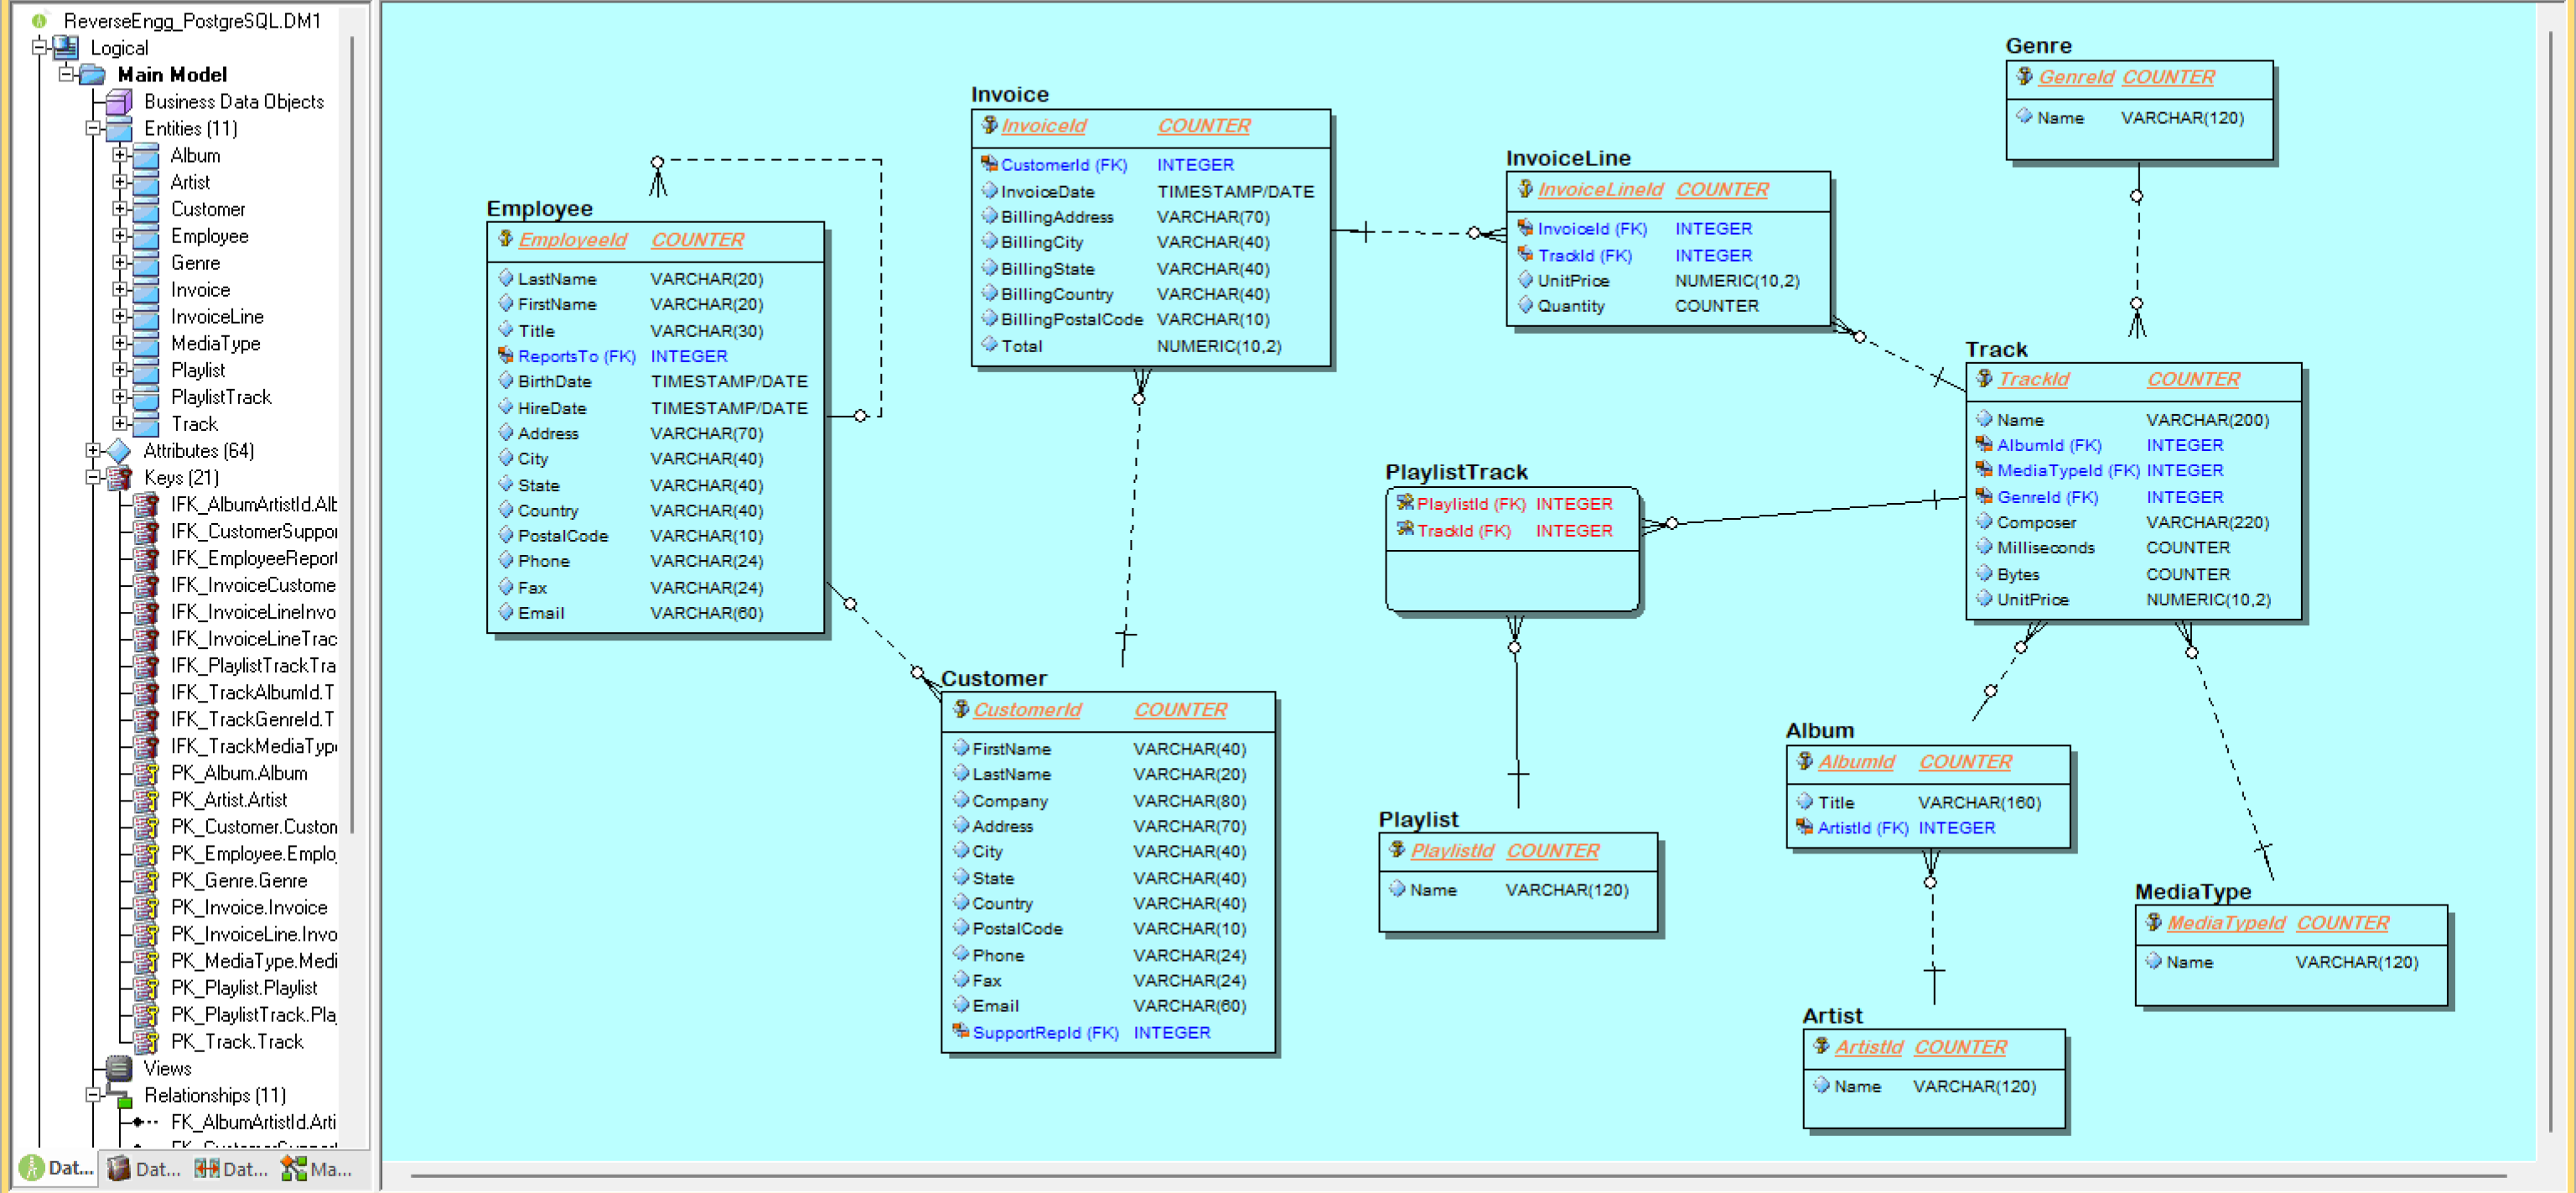 ReverseEngg_PostgreSQL.DM1
Logical
Main Model
Business Data Objects
Entities (11)
Album
Artist
Customer
Employee
Genre
Invoice
InvoiceLine
MediaType
Playlist
PlaylistTrack
Track
Attributes (64)
Keys (21)
IFK_AlbumArtistId.Alb
IFK_CustomerSuppor
IFK_EmployeeReport
IFK_InvoiceCustome
IFK_InvoiceLineInvo
IFK_InvoiceLineTrac
IFK_PlaylistTrackTra
IFK_TrackAlbumId.T
IFK_TrackGenreId.T
IFK_TrackMediaType
PK_Album.Album
PK_Artist.Artist
PK_Customer.Custon
PK_Employee.Emplo
PK_Genre.Genre
PK_Invoice.Invoice
PK_InvoiceLine.Invo
PK_MediaType.Medi
PK_Playlist.Playlist
PK_PlaylistTrack.Pla
PK_Track.Track
Views
Relationships (11)
FK_AlbumArtistId.Arti
Dat... Dat... Dat... Ma...
Employee
EmployeeId COUNTER
LastName VARCHAR(20)
FirstName VARCHAR(20)
Title VARCHAR(30)
ReportsTo (FK) INTEGER
BirthDate TIMESTAMP/DATE
HireDate TIMESTAMP/DATE
Address VARCHAR(70)
City VARCHAR(40)
State VARCHAR(40)
Country VARCHAR(40)
PostalCode VARCHAR(10)
Phone VARCHAR(24)
Fax VARCHAR(24)
Email VARCHAR(60)
Invoice
InvoiceId COUNTER
CustomerId (FK) INTEGER
InvoiceDate TIMESTAMP/DATE
BillingAddress VARCHAR(70)
BillingCity VARCHAR(40)
BillingState VARCHAR(40)
BillingCountry VARCHAR(40)
BillingPostalCode VARCHAR(10)
Total NUMERIC(10,2)
Customer
CustomerId COUNTER
FirstName VARCHAR(40)
LastName VARCHAR(20)
Company VARCHAR(80)
Address VARCHAR(70)
City VARCHAR(40)
State VARCHAR(40)
Country VARCHAR(40)
PostalCode VARCHAR(10)
Phone VARCHAR(24)
Fax VARCHAR(24)
Email VARCHAR(60)
SupportRepId (FK) INTEGER
InvoiceLine
InvoiceLineId COUNTER
InvoiceId (FK) INTEGER
TrackId (FK) INTEGER
UnitPrice NUMERIC(10,2)
Quantity COUNTER
PlaylistTrack
PlaylistId (FK) INTEGER
TrackId (FK) INTEGER
Playlist
PlaylistId COUNTER
Name VARCHAR(120)
Genre
GenreId COUNTER
Name VARCHAR(120)
Track
TrackId COUNTER
Name VARCHAR(200)
AlbumId (FK) INTEGER
MediaTypeId (FK) INTEGER
GenreId (FK) INTEGER
Composer VARCHAR(220)
Milliseconds COUNTER
Bytes COUNTER
UnitPrice NUMERIC(10,2)
Album
AlbumId COUNTER
Title VARCHAR(160)
ArtistId (FK) INTEGER
MediaType
MediaTypeId COUNTER
Name VARCHAR(120)
Artist
ArtistId COUNTER
Name VARCHAR(120)